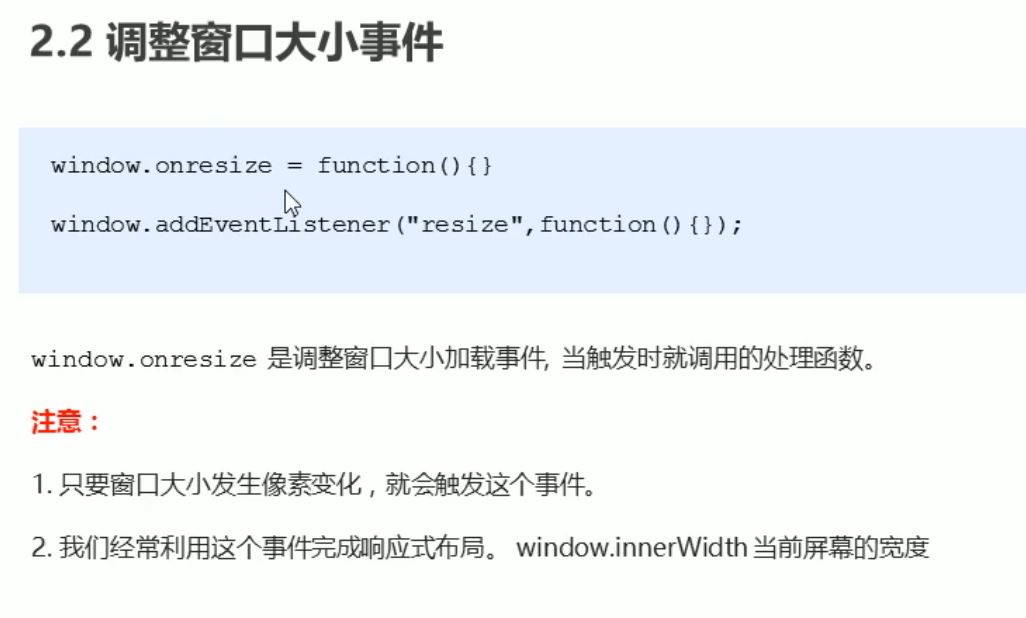 2.2 调整窗口大小事件
window.onresize = function(){}
window.addEventListener("resize",function(){});
window.onresize 是调整窗口大小加载事件, 当触发时就调用的处理函数。
注意：
1. 只要窗口大小发生像素变化，就会触发这个事件。
2. 我们经常利用这个事件完成响应式布局。 window.innerWidth 当前屏幕的宽度